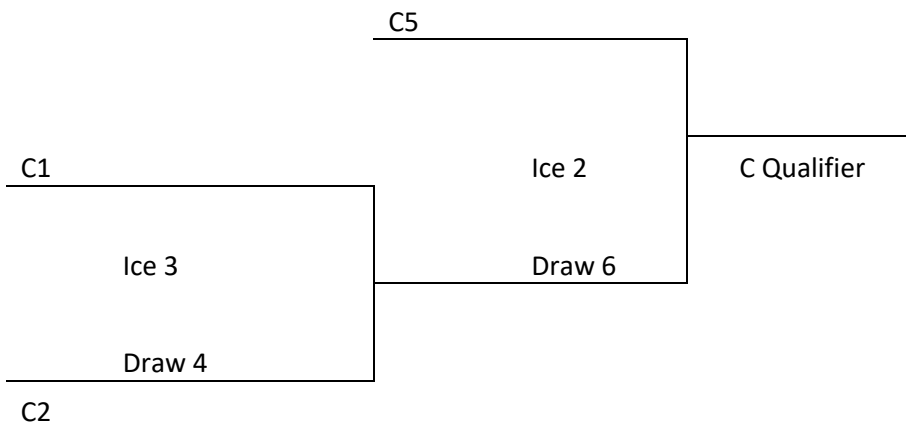 C5
C1
Ice 2
C Qualifier
Ice 3
Draw 6
Draw 4
C2